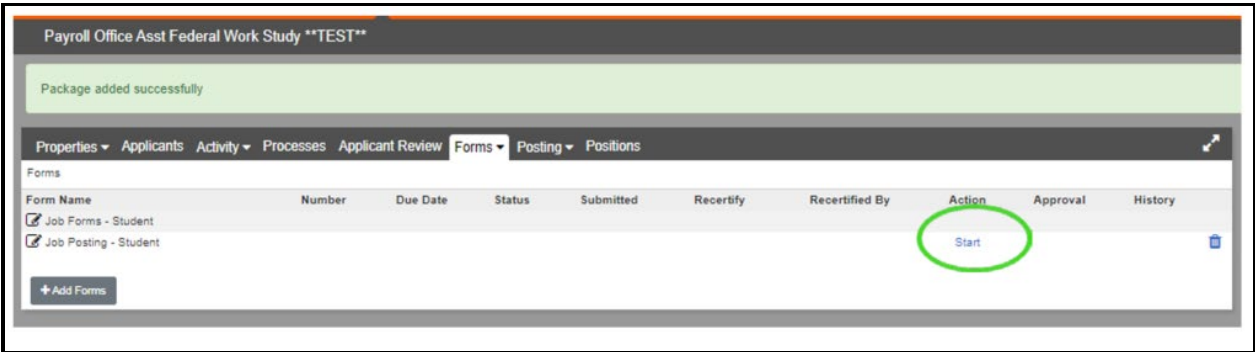 Payroll Office Asst Federal Work Study **TEST**
Package added successfully
Properties Applicants Activity Processes Applicant Review Forms Posting Positions
Forms
Form Name Number Due Date Status Submitted Recertify Recertified By Action Approval History
Job Forms - Student
Job Posting - Student Start
+ Add Forms